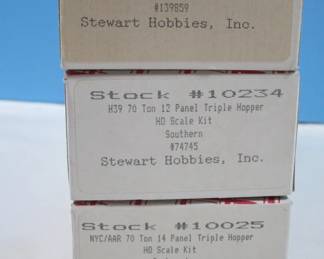 #139859
Stewart Hobbies, Inc.
Stock #10234
H39 70 Ton 12 Panel Triple Hopper
HO Scale Kit
Southern
#74745
Stewart Hobbies, Inc.
Stock #10025
NYC/AAR 70 Ton 14 Panel Triple Hopper
HO Scale Kit